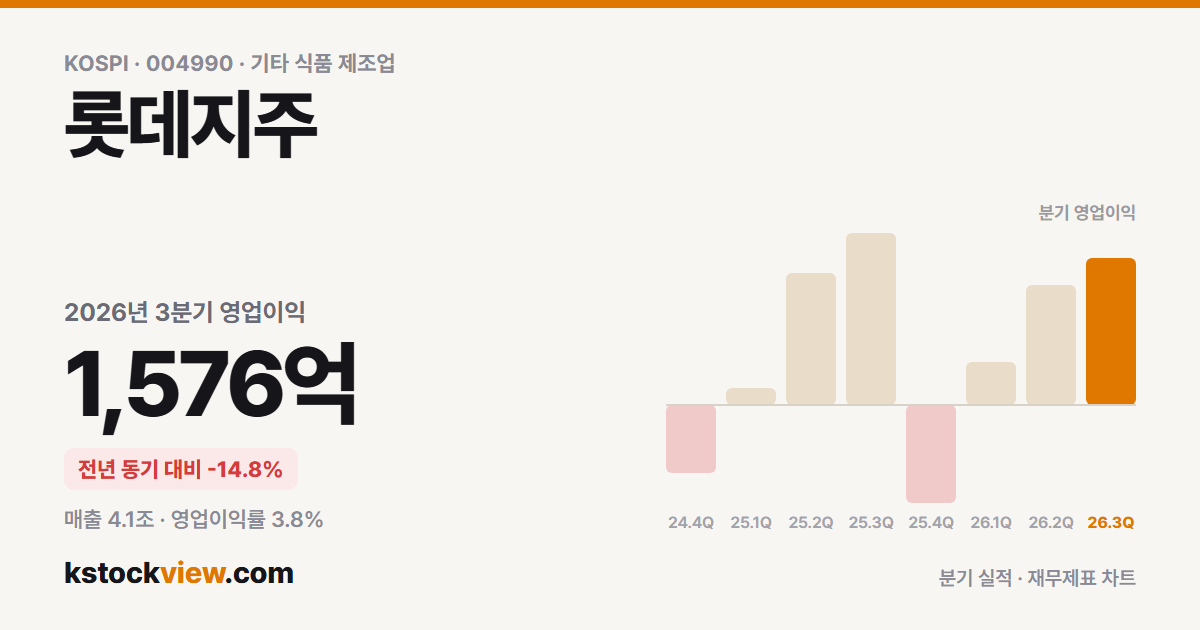 KOSPI · 004990 · 기타 식품 제조업
롯데지주
분기 영업이익
2026년 3분기 영업이익
1,576억
전년 동기 대비 -14.8%
매출 4.1조 · 영업이익률 3.8%
24.4Q 25.1Q 25.2Q 25.3Q 25.4Q 26.1Q 26.2Q 26.3Q
kstockview.com
분기 실적 · 재무제표 차트